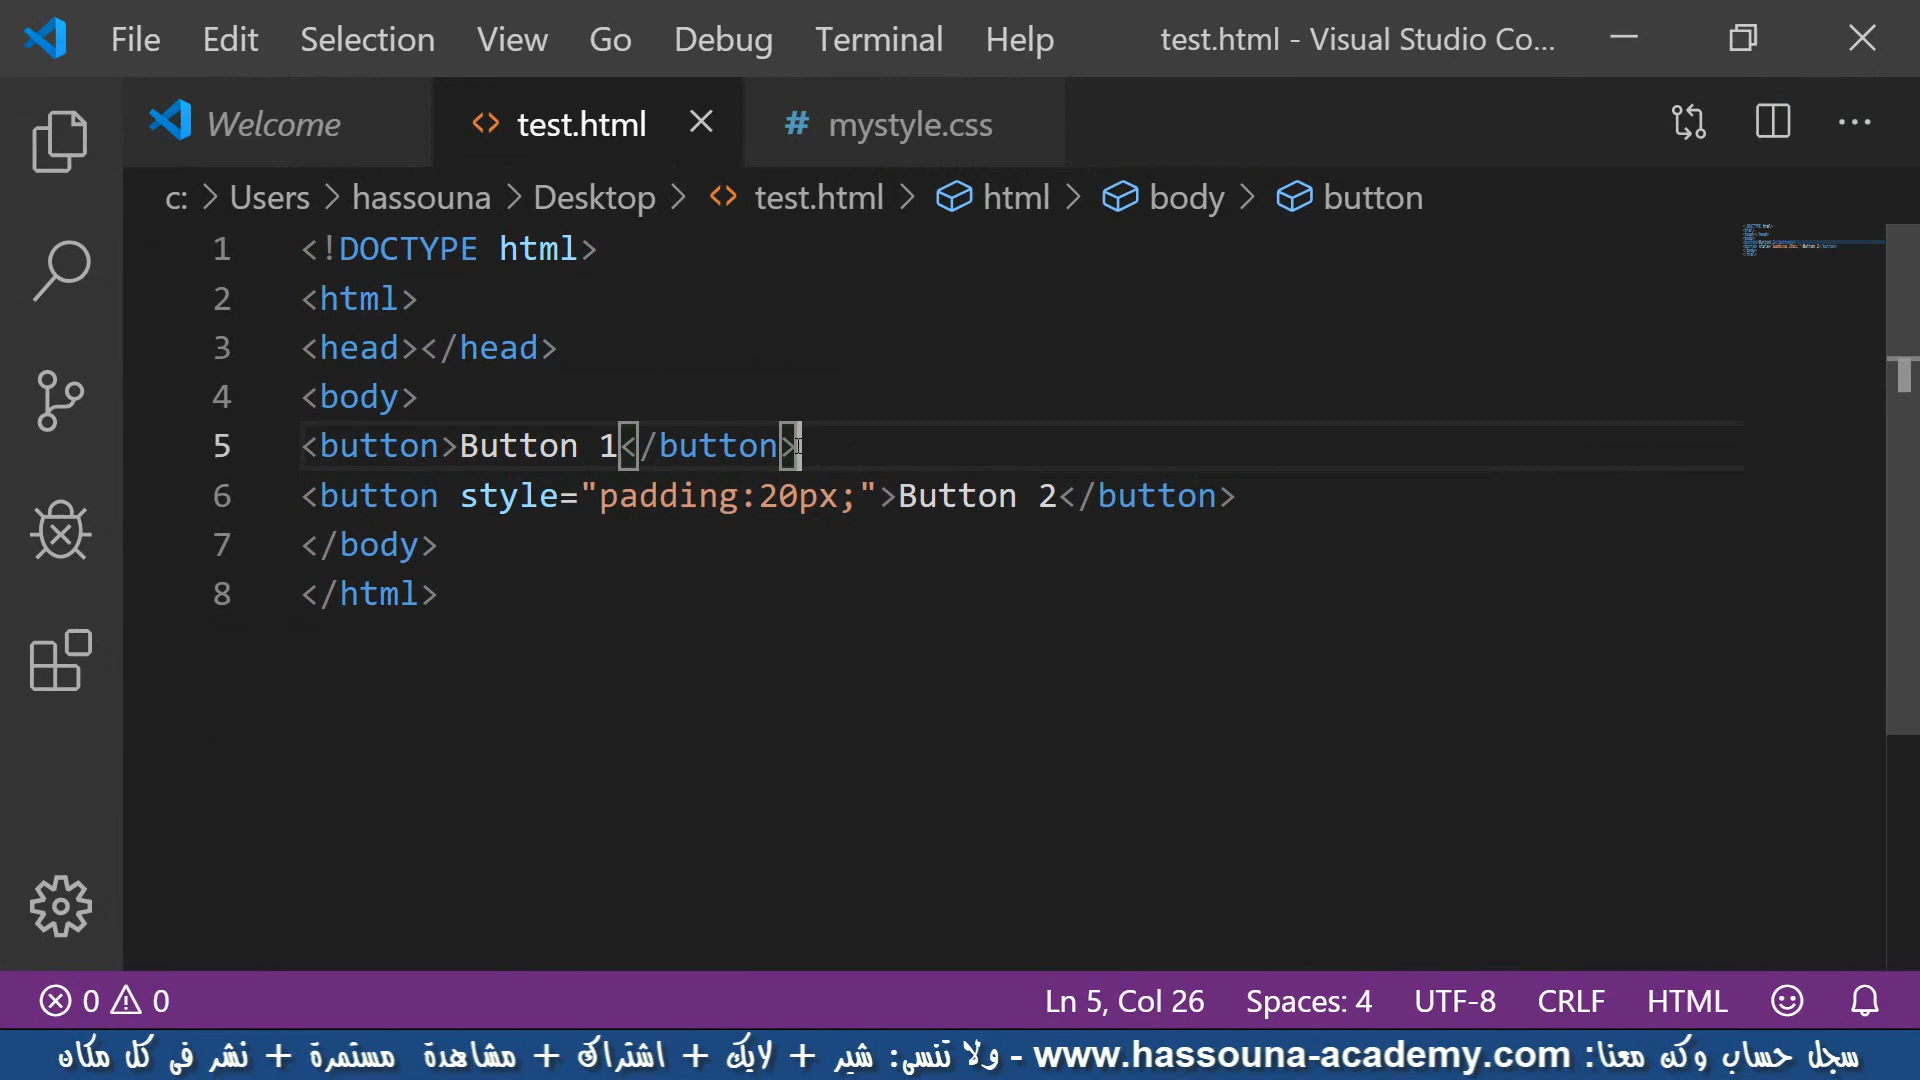 File Edit Selection View Go Debug Terminal Help test.html - Visual Studio Co...
Welcome test.html mystyle.css
c: > Users > hassouna > Desktop > test.html > html > body > button
1 <!DOCTYPE html>
2 <html>
3 <head></head>
4 <body>
5 <button>Button 1</button>
6 <button style="padding:20px;">Button 2</button>
7 </body>
8 </html>
0 0 Ln 5, Col 26 Spaces: 4 UTF-8 CRLF HTML
سجل حساب وكن معنا: www.hassouna-academy.com - ولا تنسى: شير + لايك + اشتراك + مشاهدة مستمرة + نشر فى كل مكان